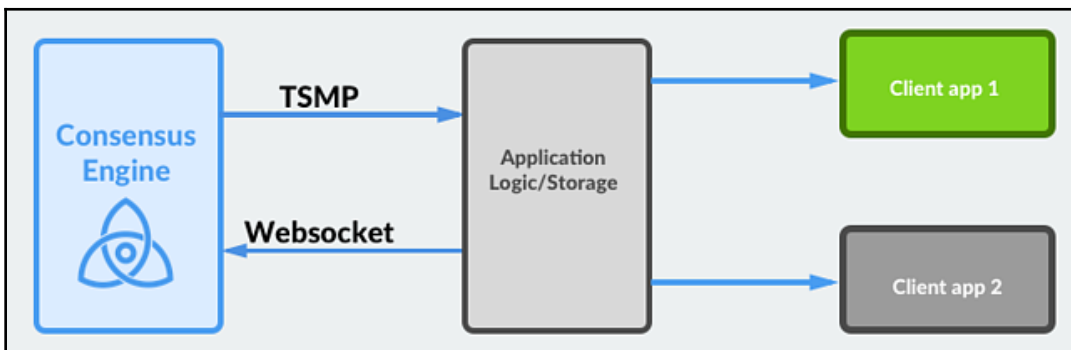 TSMP
Consensus
Engine
Websocket
Application
Logic/Storage
Client app 1
Client app 2